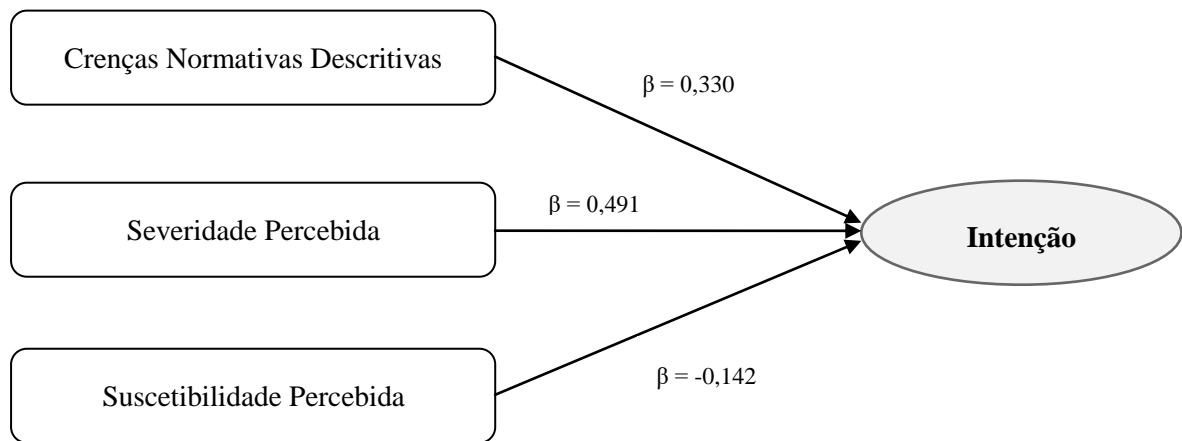 Crenças Normativas Descritivas
β = 0,330
Severidade Percebida
β = 0,491
Intenção
Suscetibilidade Percebida
β = -0,142